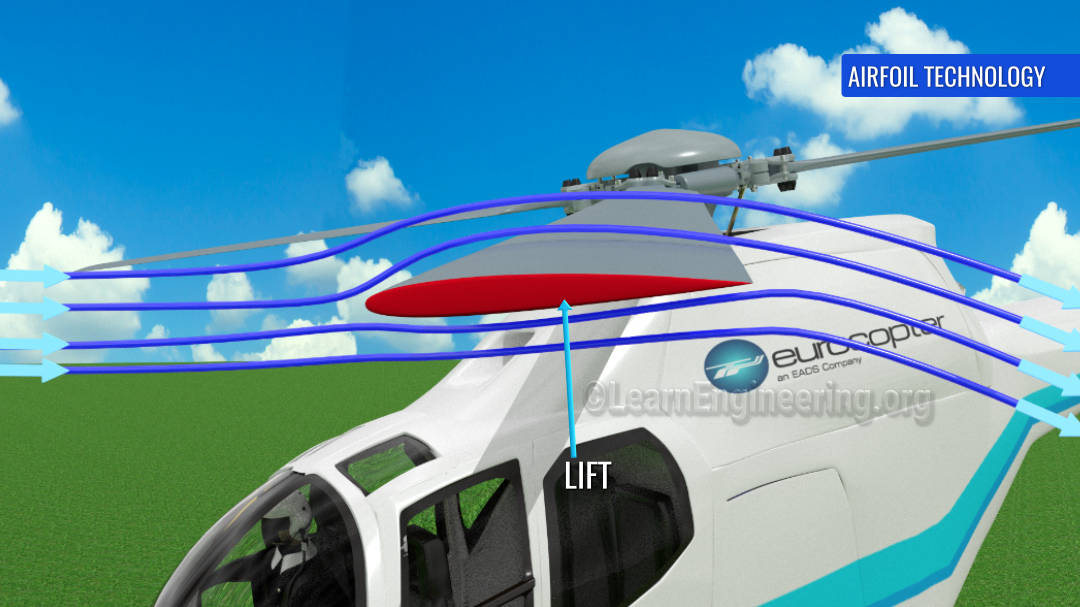 AIRFOIL TECHNOLOGY
eurocopter
an EADS Company
©LearnEngineering.org
LIFT